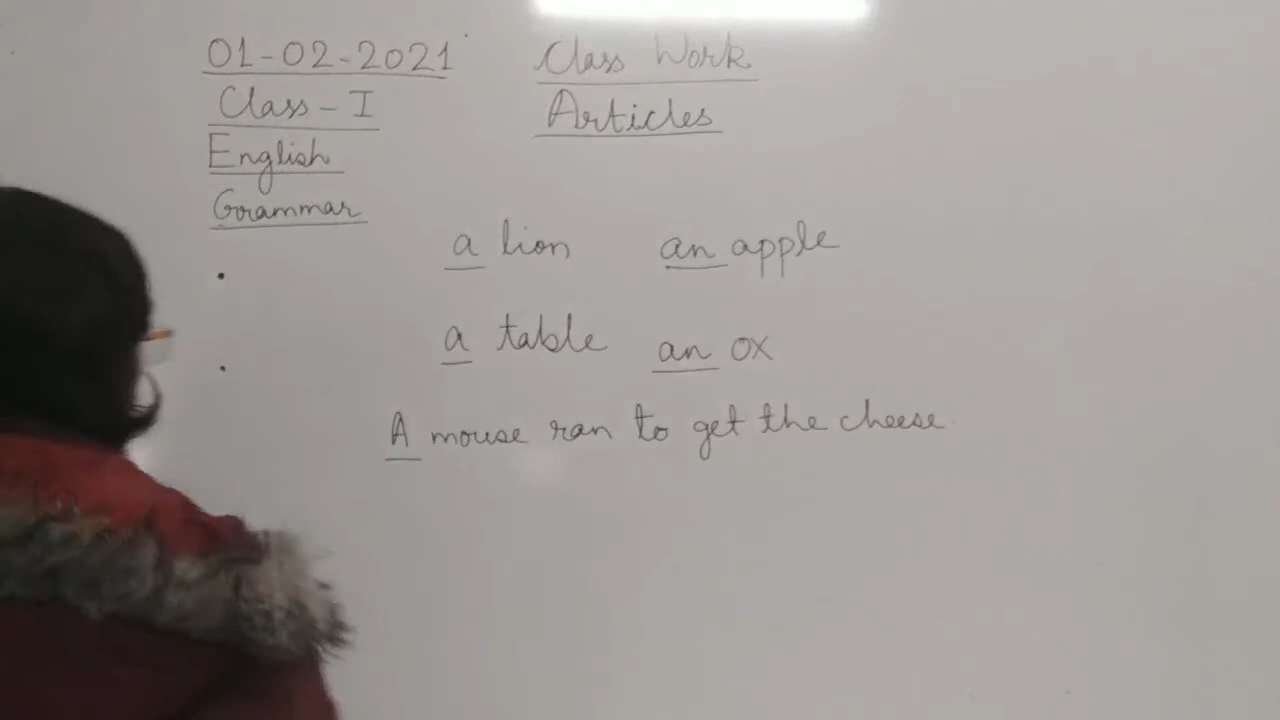 01-02-2021 Class Work
Class - I Articles
English
Grammar
a lion an apple
a table an ox
A mouse ran to get the cheese.